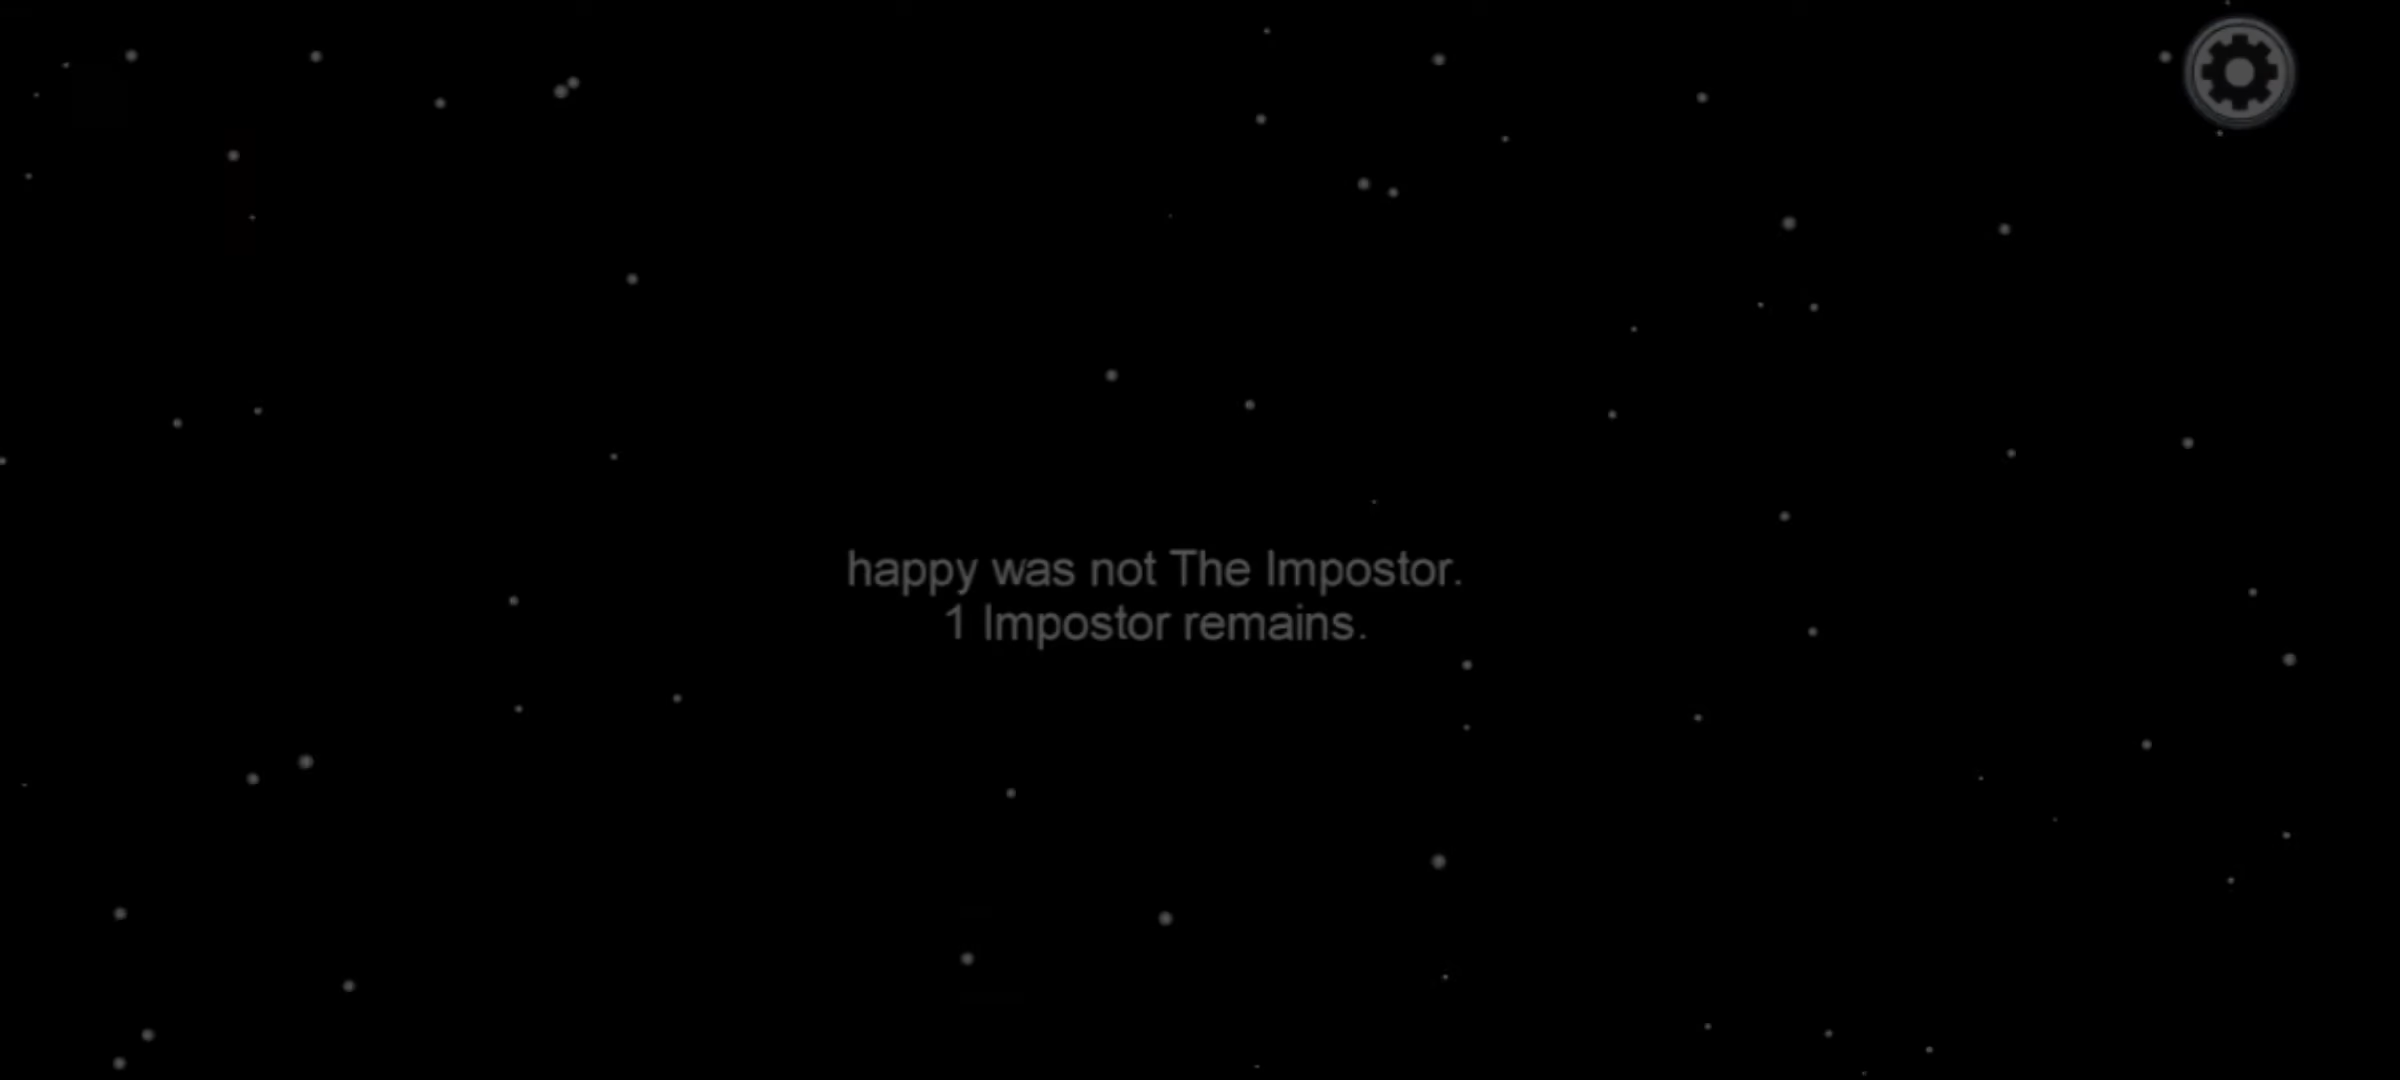 happy was not The Impostor.
1 Impostor remains.